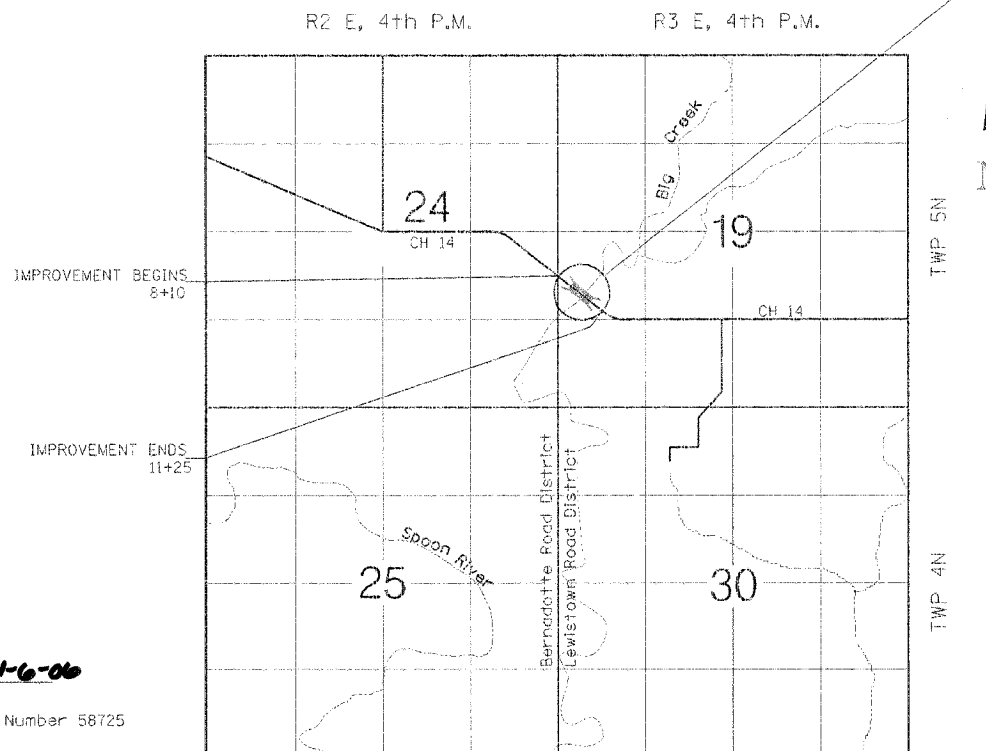 R2 E, 4th P.M.
R3 E, 4th P.M.
Big Creek
24
CH 14
19
TWP 5N
IMPROVEMENT BEGINS
8+10
CH 14
IMPROVEMENT ENDS
11+25
Bernadotte Road District
Lewistown Road District
Spoon River
25
30
TWP 4N
1-6-06
Number 58725